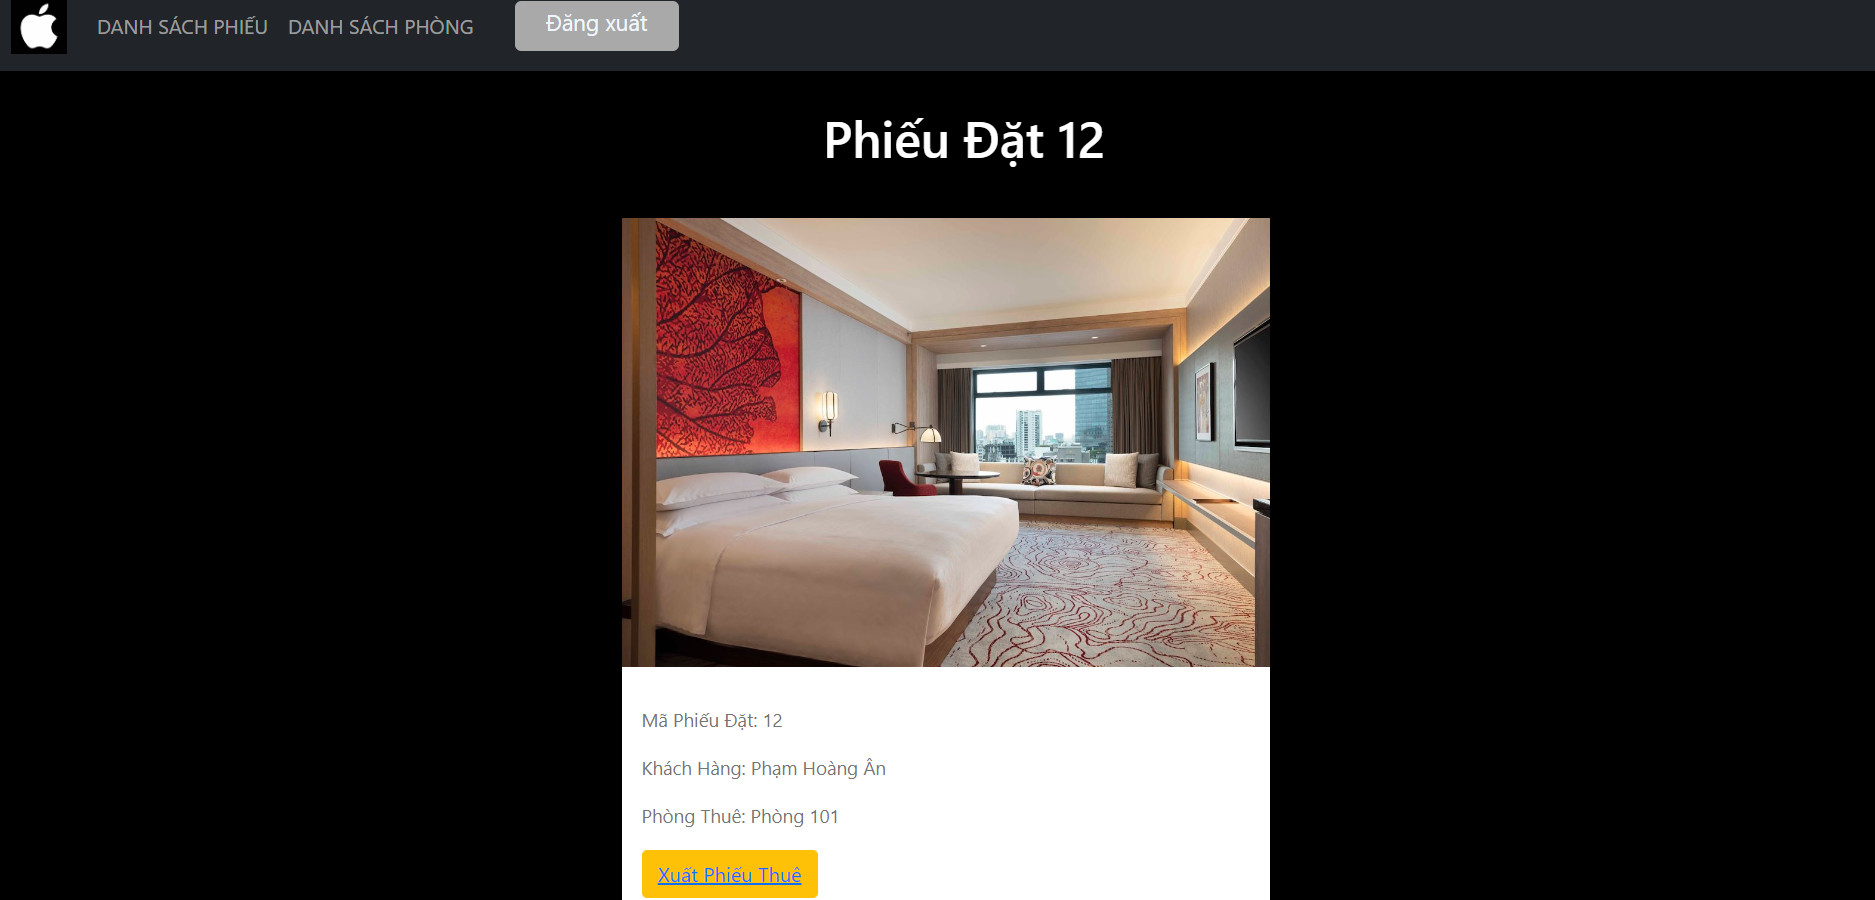 DANH SÁCH PHIẾU DANH SÁCH PHÒNG Đăng xuất
Phiếu Đặt 12
Mã Phiếu Đặt: 12
Khách Hàng: Phạm Hoàng Ân
Phòng Thuê: Phòng 101
Xuất Phiếu Thuê